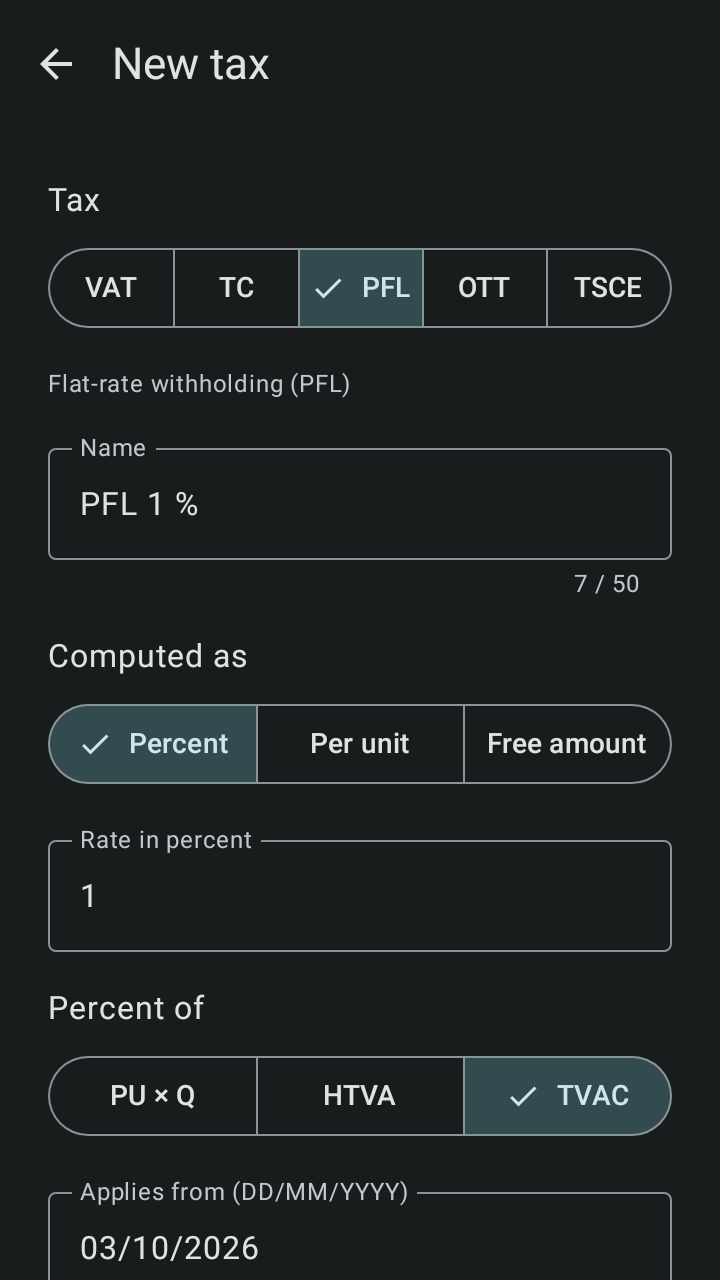 New tax
Tax
VAT TC PFL OTT TSCE
Flat-rate withholding (PFL)
Name
PFL 1 %
7 / 50
Computed as
Percent Per unit Free amount
Rate in percent
1
Percent of
PU × Q HTVA TVAC
Applies from (DD/MM/YYYY)
03/10/2026